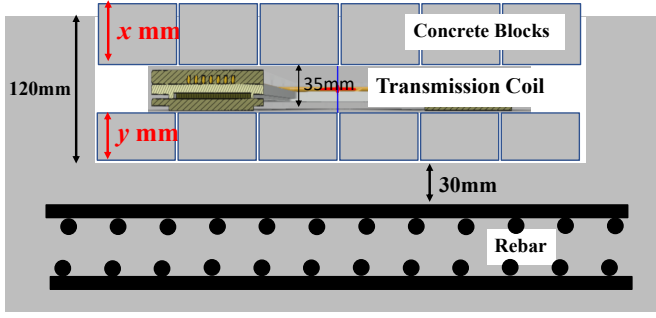 x mm
Concrete Blocks
120mm
35mm
Transmission Coil
y mm
30mm
Rebar